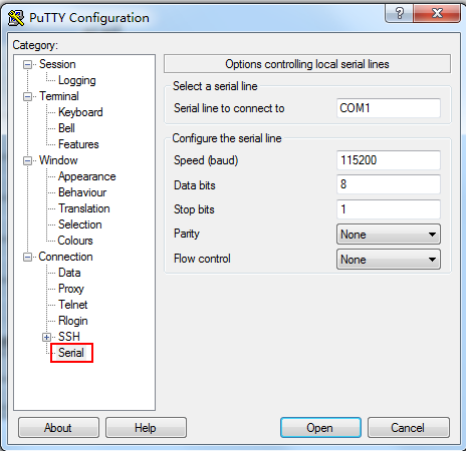 PuTTY Configuration
Category:
Session
Logging
Terminal
Keyboard
Bell
Features
Window
Appearance
Behaviour
Translation
Selection
Colours
Connection
Data
Proxy
Telnet
Rlogin
SSH
Serial
Options controlling local serial lines
Select a serial line
Serial line to connect to COM1
Configure the serial line
Speed (baud) 115200
Data bits 8
Stop bits 1
Parity None
Flow control None
About Help Open Cancel